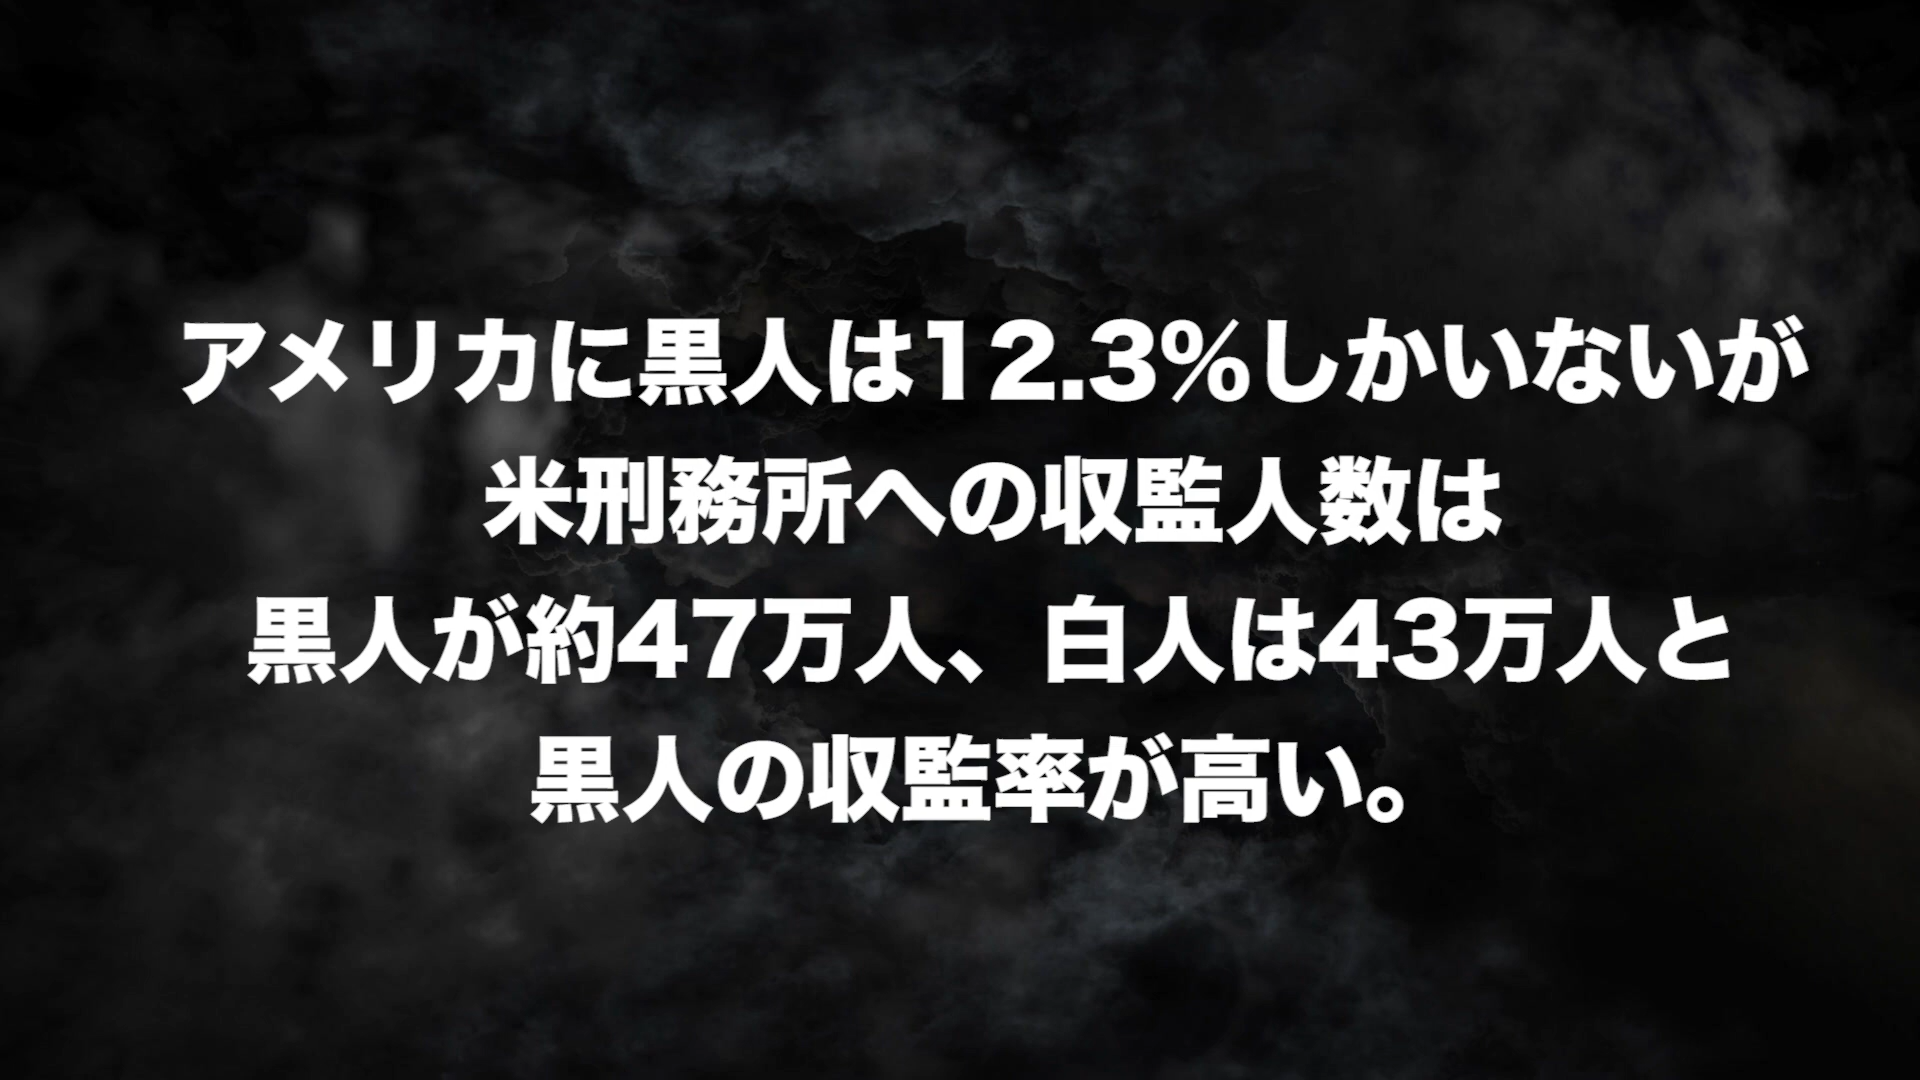 アメリカに黒人は12.3%しかいないが
米刑務所への収監人数は
黒人が約47万人、白人は43万人と
黒人の収監率が高い。